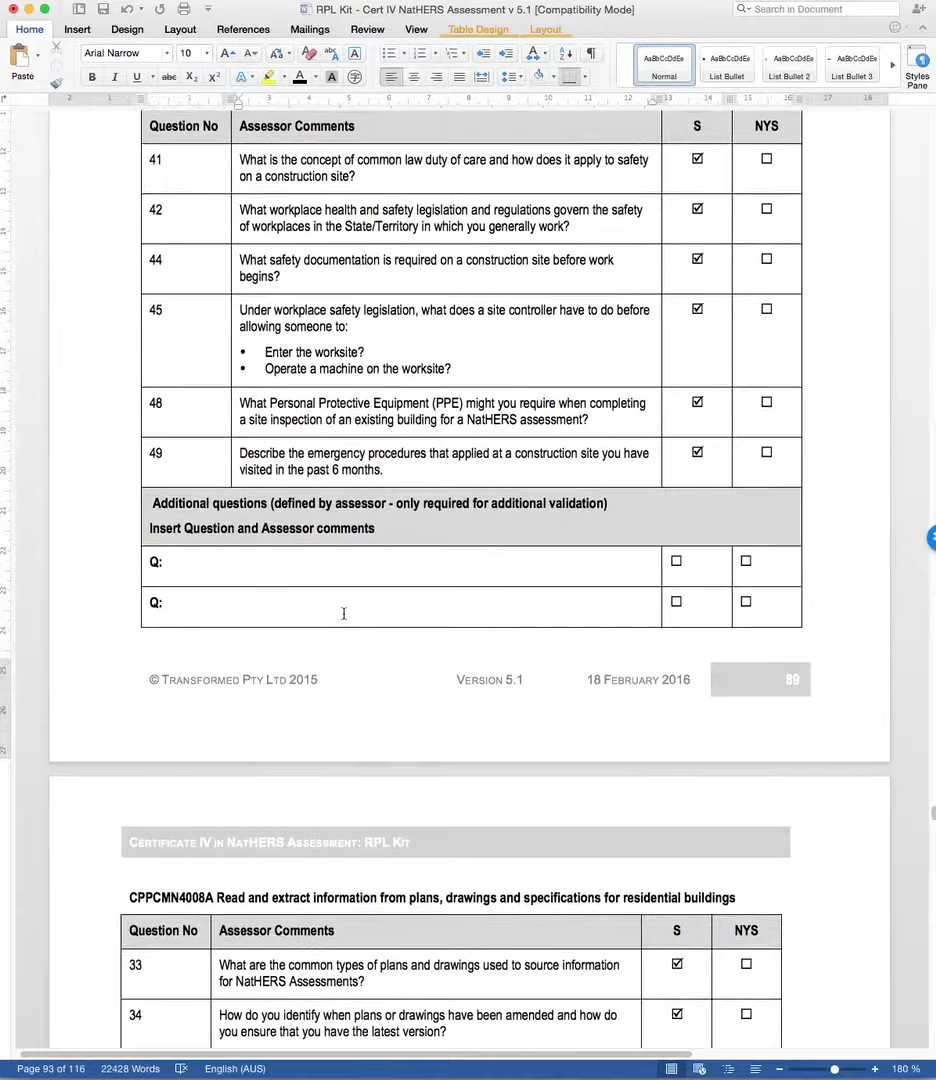 RPL Kit - Cert IV NatHERS Assessment v 5.1 [Compatibility Mode]
Search in Document
Home Insert Design Layout References Mailings Review View Table Design Layout
Paste
Arial Narrow 10
Normal List Bullet List Bullet 2 List Bullet 3 Styles Pane
Question No Assessor Comments S NYS
41 What is the concept of common law duty of care and how does it apply to safety
on a construction site?
42 What workplace health and safety legislation and regulations govern the safety
of workplaces in the State/Territory in which you generally work?
44 What safety documentation is required on a construction site before work
begins?
45 Under workplace safety legislation, what does a site controller have to do before
allowing someone to:
• Enter the worksite?
• Operate a machine on the worksite?
48 What Personal Protective Equipment (PPE) might you require when completing
a site inspection of an existing building for a NatHERS assessment?
49 Describe the emergency procedures that applied at a construction site you have
visited in the past 6 months.
Additional questions (defined by assessor - only required for additional validation)
Insert Question and Assessor comments
Q:
Q:
© Transformed Pty Ltd 2015 Version 5.1 18 February 2016 89
Certificate IV in NatHERS Assessment: RPL Kit
CPPCMN4008A Read and extract information from plans, drawings and specifications for residential buildings
Question No Assessor Comments S NYS
33 What are the common types of plans and drawings used to source information
for NatHERS Assessments?
34 How do you identify when plans or drawings have been amended and how do
you ensure that you have the latest version?
Page 93 of 116 22428 Words English (AUS) 180 %